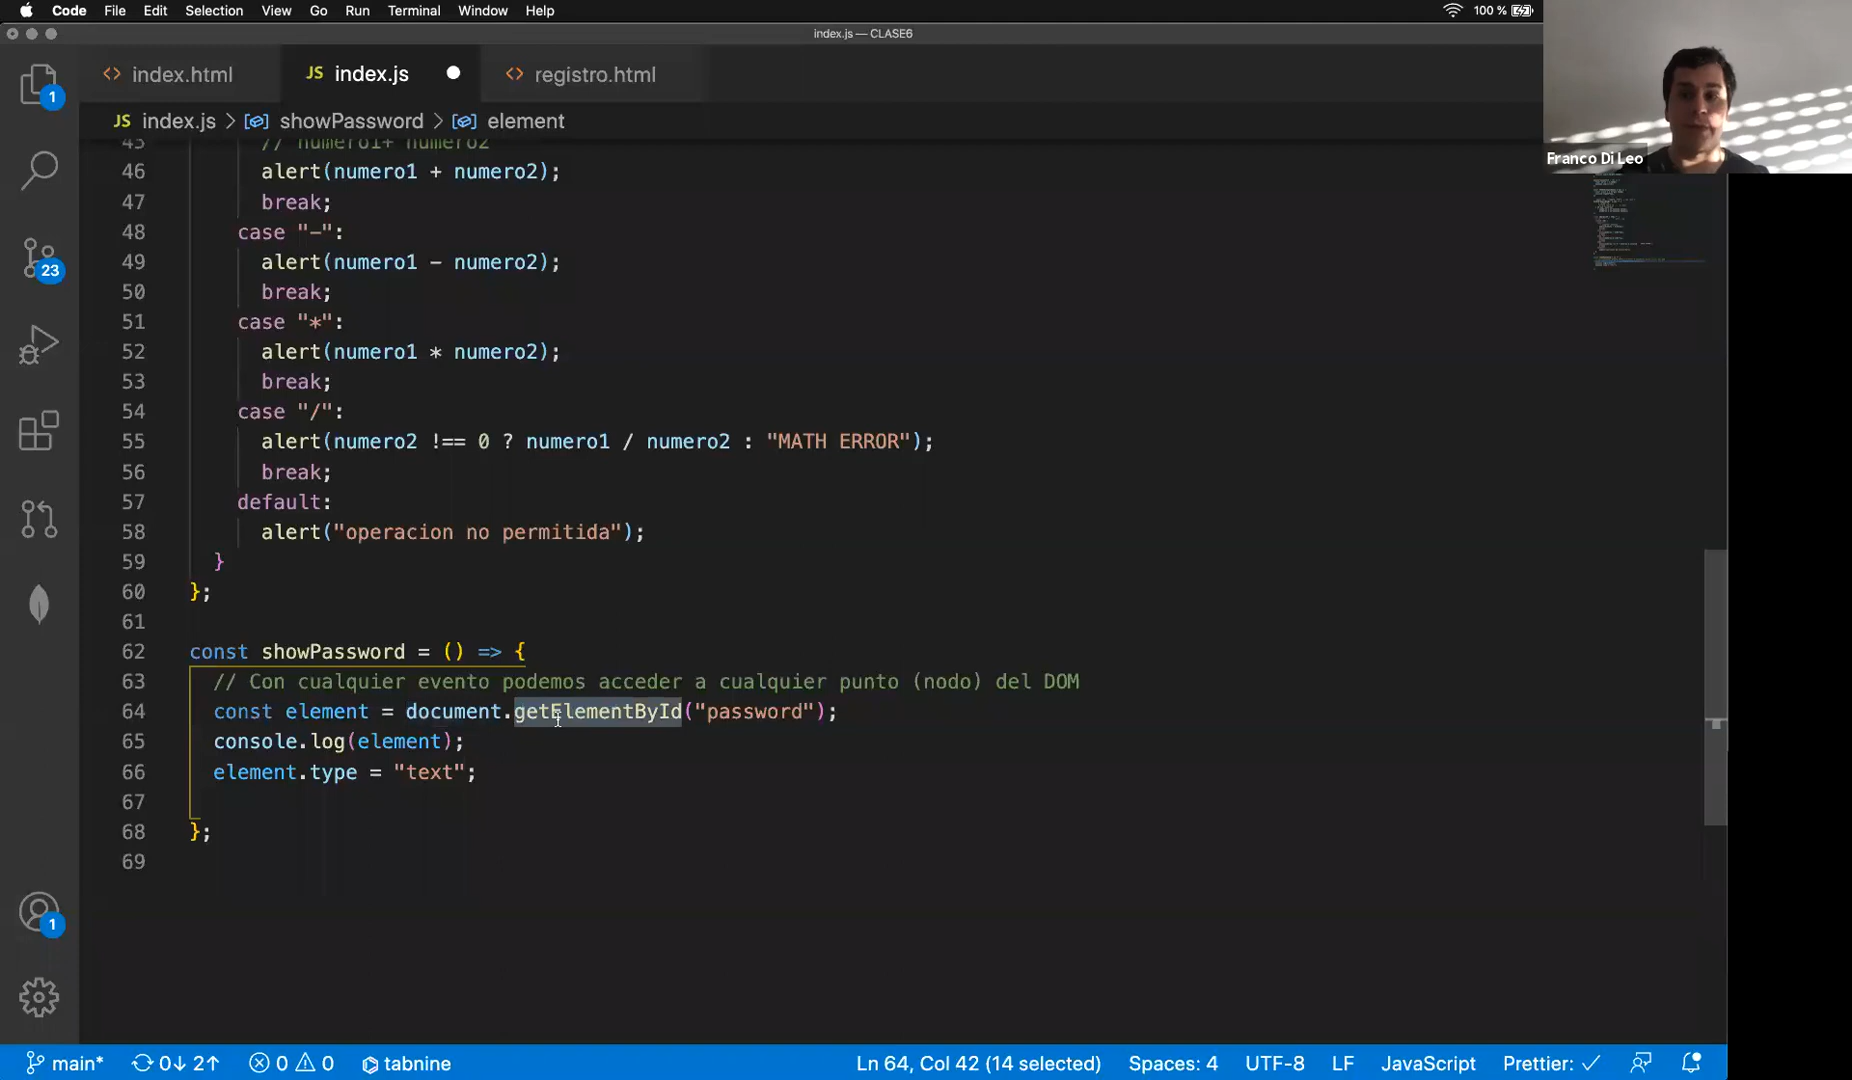 Code File Edit Selection View Go Run Terminal Window Help 100 %
index.js — CLASE6
index.html JS index.js registro.html
JS index.js > showPassword > element
Franco Di Leo
45 // numero1+ numero2
46 alert(numero1 + numero2);
47 break;
48 case "-":
49 alert(numero1 - numero2);
50 break;
51 case "*":
52 alert(numero1 * numero2);
53 break;
54 case "/":
55 alert(numero2 !== 0 ? numero1 / numero2 : "MATH ERROR");
56 break;
57 default:
58 alert("operacion no permitida");
59 }
60 };
61
62 const showPassword = () => {
63 // Con cualquier evento podemos acceder a cualquier punto (nodo) del DOM
64 const element = document.getElementById("password");
65 console.log(element);
66 element.type = "text";
67
68 };
69
1
23
1
main* 0↓ 2↑ 0 0 tabnine Ln 64, Col 42 (14 selected) Spaces: 4 UTF-8 LF JavaScript Prettier: ✓